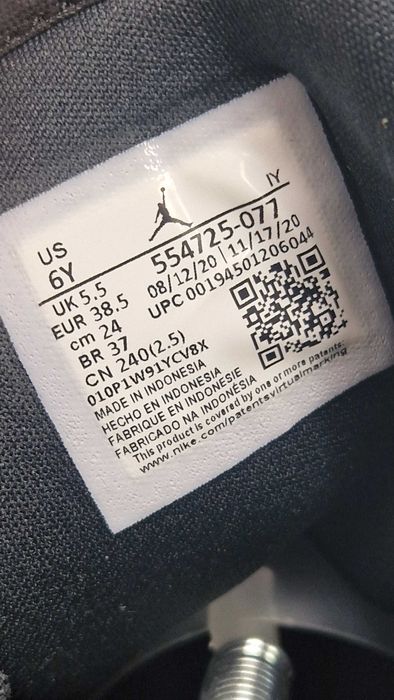 IY
US
6Y
554725-077
UK 5.5
08/12/20 | 11/17/20
EUR 38.5
UPC 00194501206044
cm 24
BR 37
CN 240(2.5)
010P1W91YCV8X
MADE IN INDONESIA
HECHO EN INDONESIA
FABRIQUE EN INDONESIE
FABRICADO NA INDONÉSIA
This product is covered by one or more patents.
www.nike.com/patentsvirtualmarking